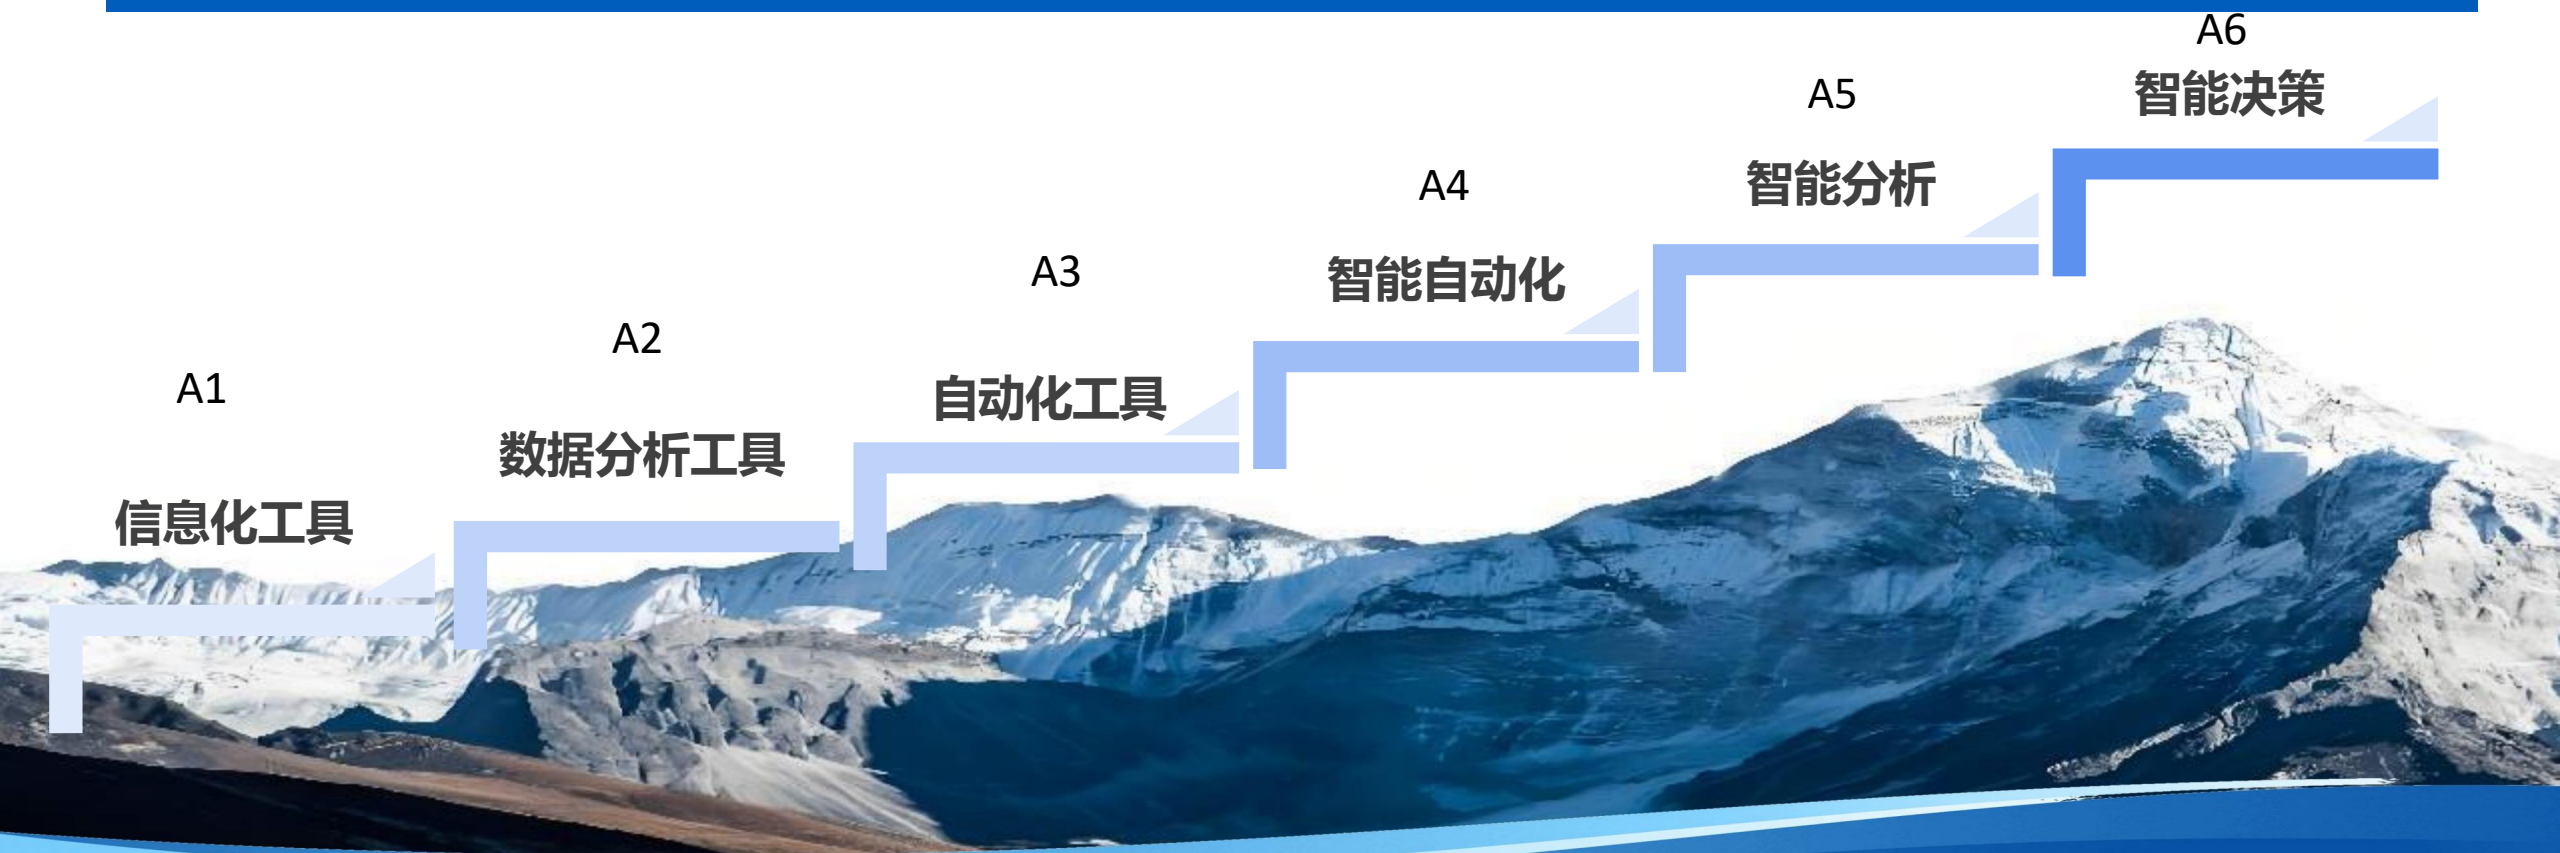 A1
信息化工具
A2
数据分析工具
A3
自动化工具
A4
智能自动化
A5
智能分析
A6
智能决策